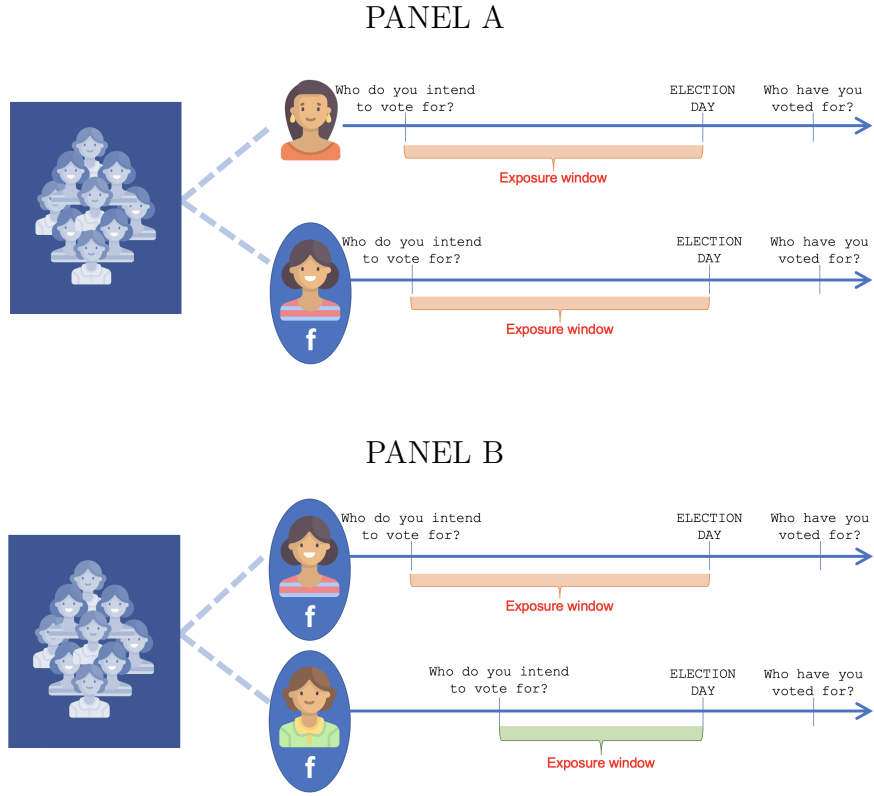 PANEL A
Who do you intend
to vote for?
ELECTION
DAY
Who have you
voted for?
Exposure window
Who do you intend
to vote for?
ELECTION
DAY
Who have you
voted for?
Exposure window
f
PANEL B
Who do you intend
to vote for?
ELECTION
DAY
Who have you
voted for?
Exposure window
f
Who do you intend
to vote for?
ELECTION
DAY
Who have you
voted for?
Exposure window
f